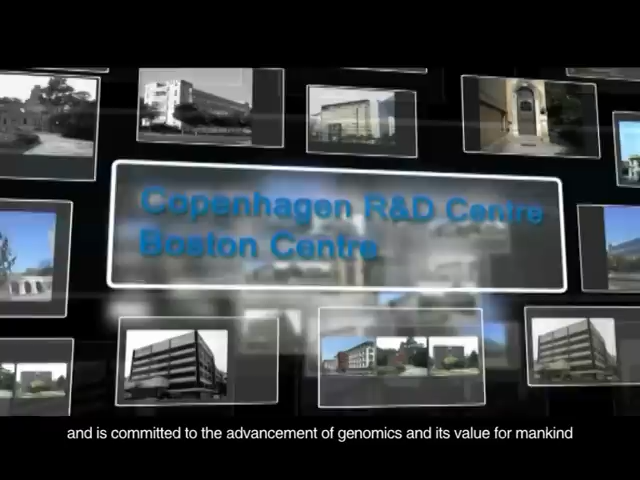 Copenhagen R&D Centre
Boston Centre
and is committed to the advancement of genomics and its value for mankind